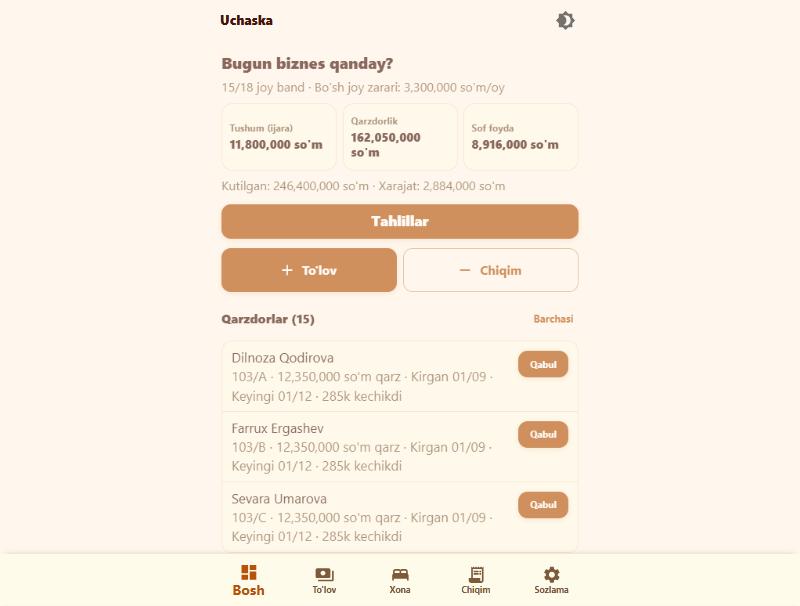 Uchaska
Bugun biznes qanday?
15/18 joy band · Bo'sh joy zarari: 3,300,000 so'm/oy
Tushum (ijara)
11,800,000 so'm
Qarzdorlik
162,050,000
so'm
Sof foyda
8,916,000 so'm
Kutilgan: 246,400,000 so'm · Xarajat: 2,884,000 so'm
Tahlillar
+ To'lov
− Chiqim
Qarzdorlar (15)
Barchasi
Dilnoza Qodirova
103/A · 12,350,000 so'm qarz · Kirgan 01/09 ·
Keyingi 01/12 · 285k kechikdi
Qabul
Farrux Ergashev
103/B · 12,350,000 so'm qarz · Kirgan 01/09 ·
Keyingi 01/12 · 285k kechikdi
Qabul
Sevara Umarova
103/C · 12,350,000 so'm qarz · Kirgan 01/09 ·
Keyingi 01/12 · 285k kechikdi
Qabul
Bosh
To'lov
Xona
Chiqim
Sozlama